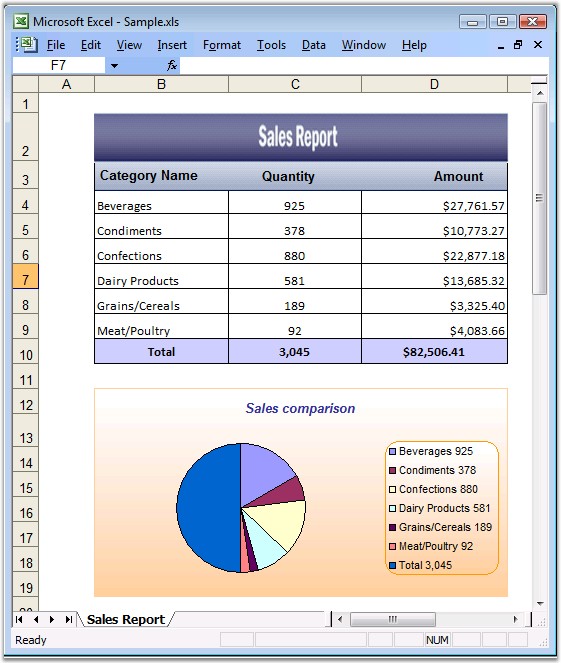 Microsoft Excel - Sample.xls
File Edit View Insert Format Tools Data Window Help
F7 fx
A B C D
1
2 Sales Report
3 Category Name Quantity Amount
4 Beverages 925 $27,761.57
5 Condiments 378 $10,773.27
6 Confections 880 $22,877.18
7 Dairy Products 581 $13,685.32
8 Grains/Cereals 189 $3,325.40
9 Meat/Poultry 92 $4,083.66
10 Total 3,045 $82,506.41
11
12 Sales comparison
13
Beverages 925
14
Condiments 378
15 Confections 880
16 Dairy Products 581
Grains/Cereals 189
17
Meat/Poultry 92
18 Total 3,045
19
Sales Report
Ready NUM